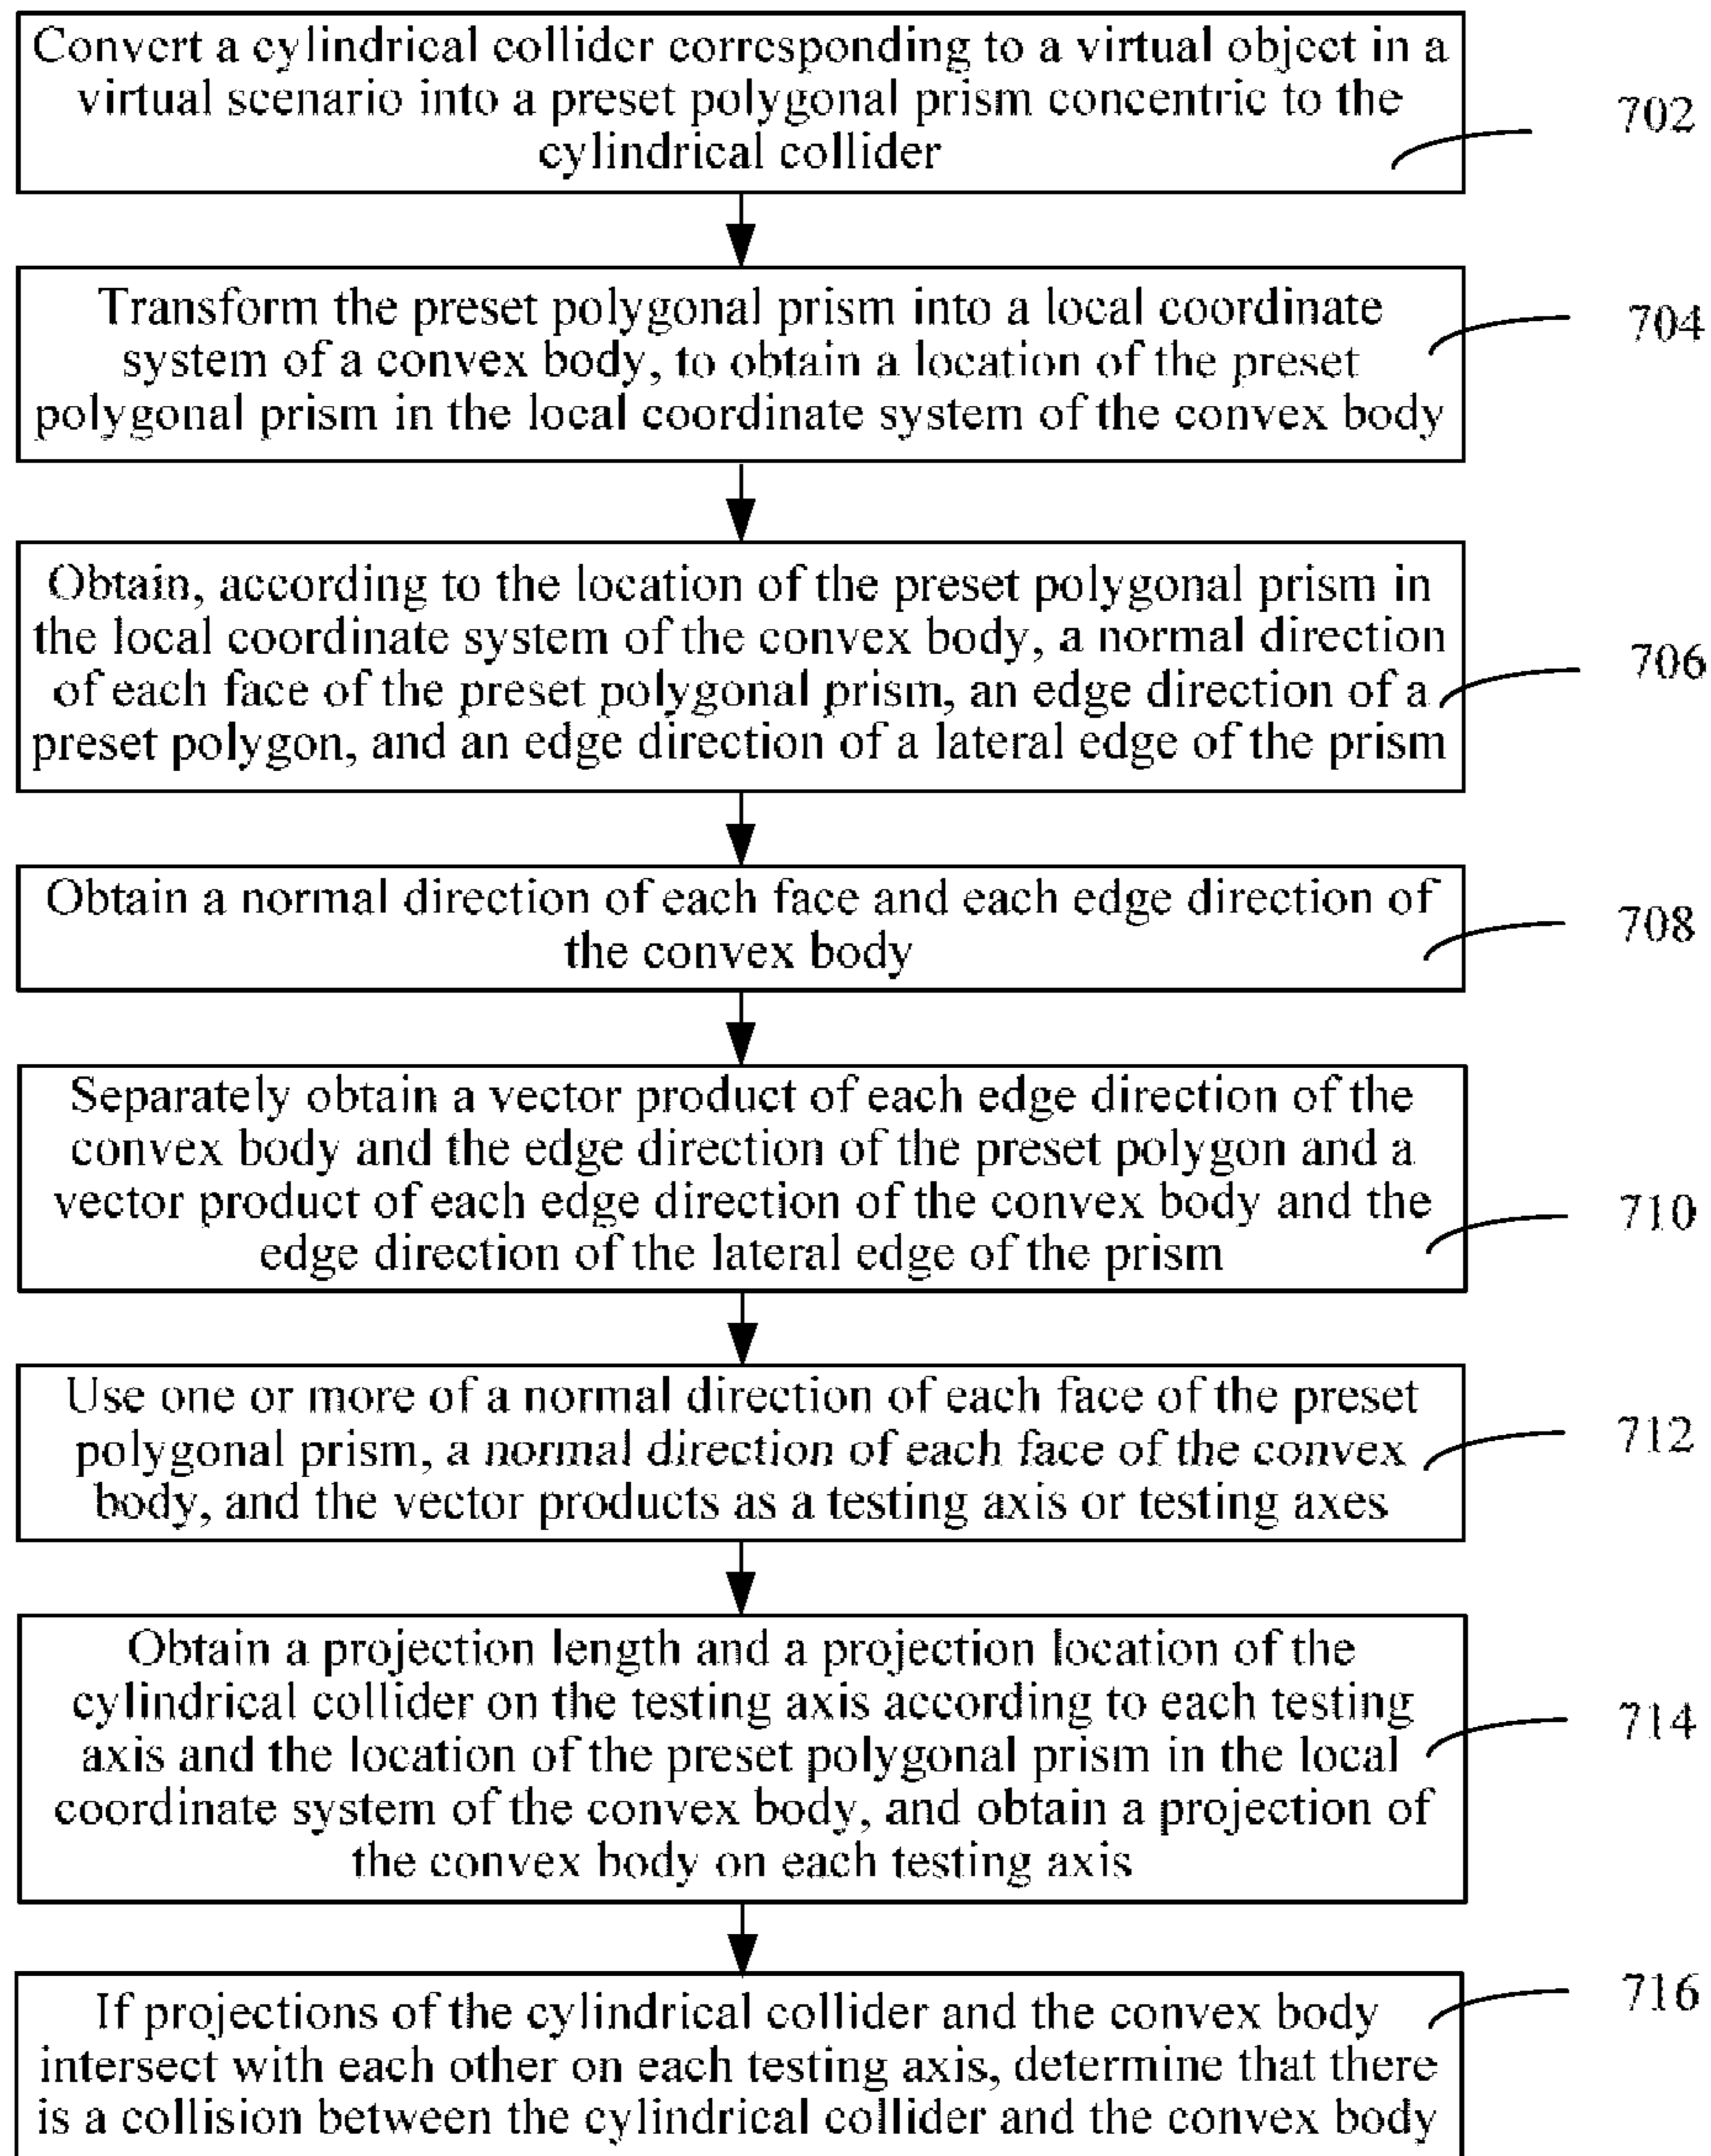 Convert a cylindrical collider corresponding to a virtual object in a
virtual scenario into a preset polygonal prism concentric to the
cylindrical collider
702
Transform the preset polygonal prism into a local coordinate
system of a convex body, to obtain a location of the preset
polygonal prism in the local coordinate system of the convex body
704
Obtain, according to the location of the preset polygonal prism in
the local coordinate system of the convex body, a normal direction
of each face of the preset polygonal prism, an edge direction of a
preset polygon, and an edge direction of a lateral edge of the prism
706
Obtain a normal direction of each face and each edge direction of
the convex body
708
Separately obtain a vector product of each edge direction of the
convex body and the edge direction of the preset polygon and a
vector product of each edge direction of the convex body and the
edge direction of the lateral edge of the prism
710
Use one or more of a normal direction of each face of the preset
polygonal prism, a normal direction of each face of the convex
body, and the vector products as a testing axis or testing axes
712
Obtain a projection length and a projection location of the
cylindrical collider on the testing axis according to each testing
axis and the location of the preset polygonal prism in the local
coordinate system of the convex body, and obtain a projection of
the convex body on each testing axis
714
If projections of the cylindrical collider and the convex body
intersect with each other on each testing axis, determine that there
is a collision between the cylindrical collider and the convex body
716